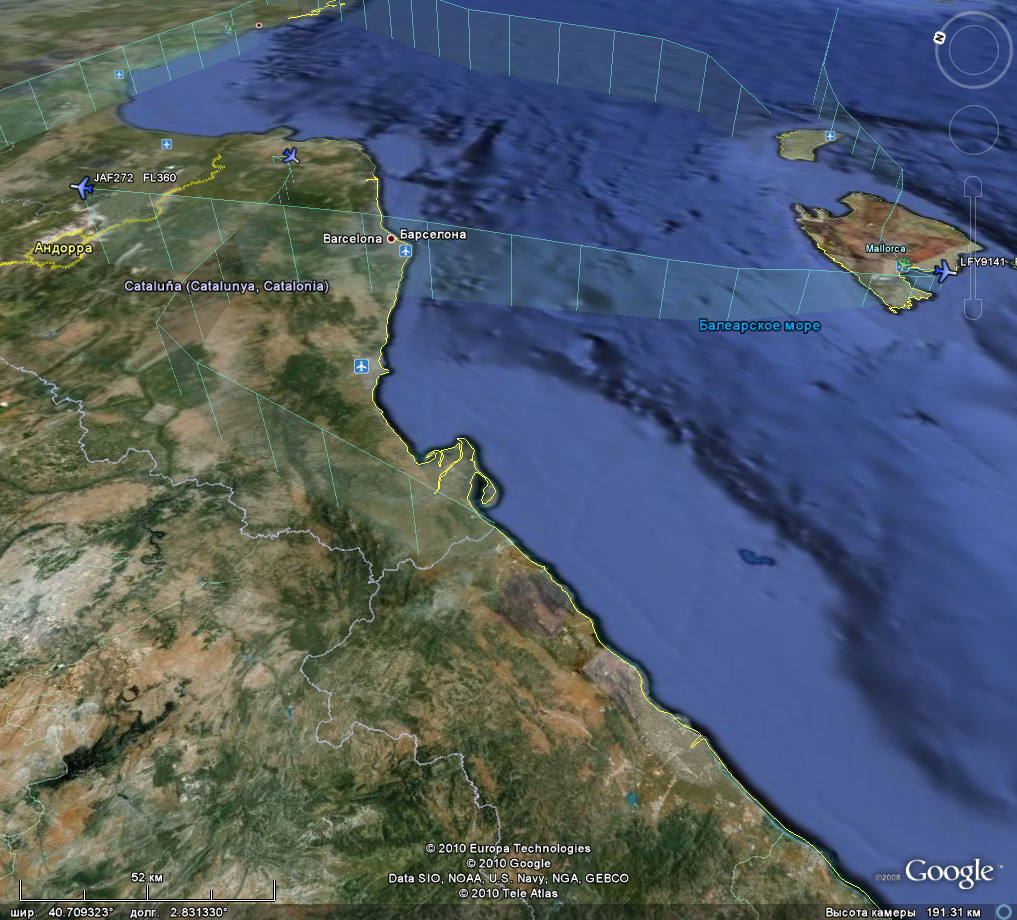 N
JAF272 FL360
Barcelona
Барселона
Андорра
Mallorca
LFY9141
Cataluña (Catalunya, Catalonia)
Балеарское море
© 2010 Europa Technologies
© 2010 Google
Data SIO, NOAA, U.S. Navy, NGA, GEBCO
© 2010 Tele Atlas
©2008 Google™
52 км
шир. 40.709323° долг. 2.831330° Высота камеры 191.31 км